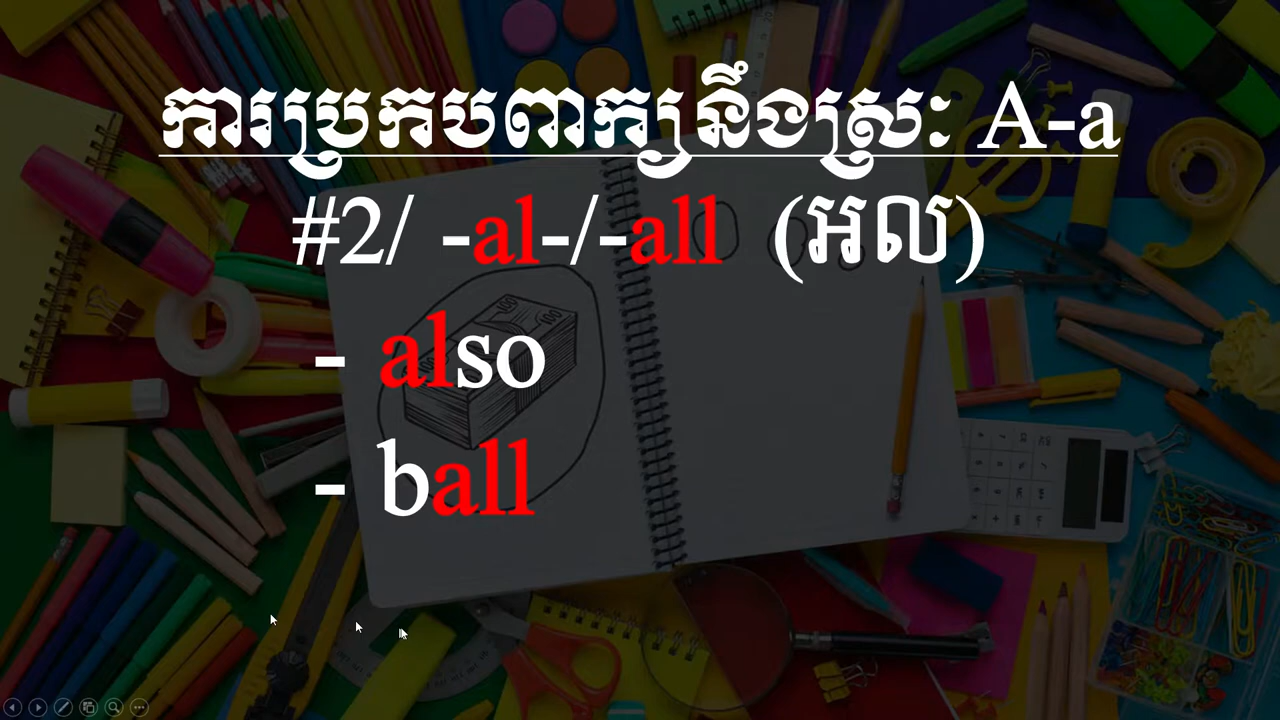 ការប្រកបពាក្យនឹងស្រៈ A-a
#2/ -al-/-all (អល)
- also
- ball